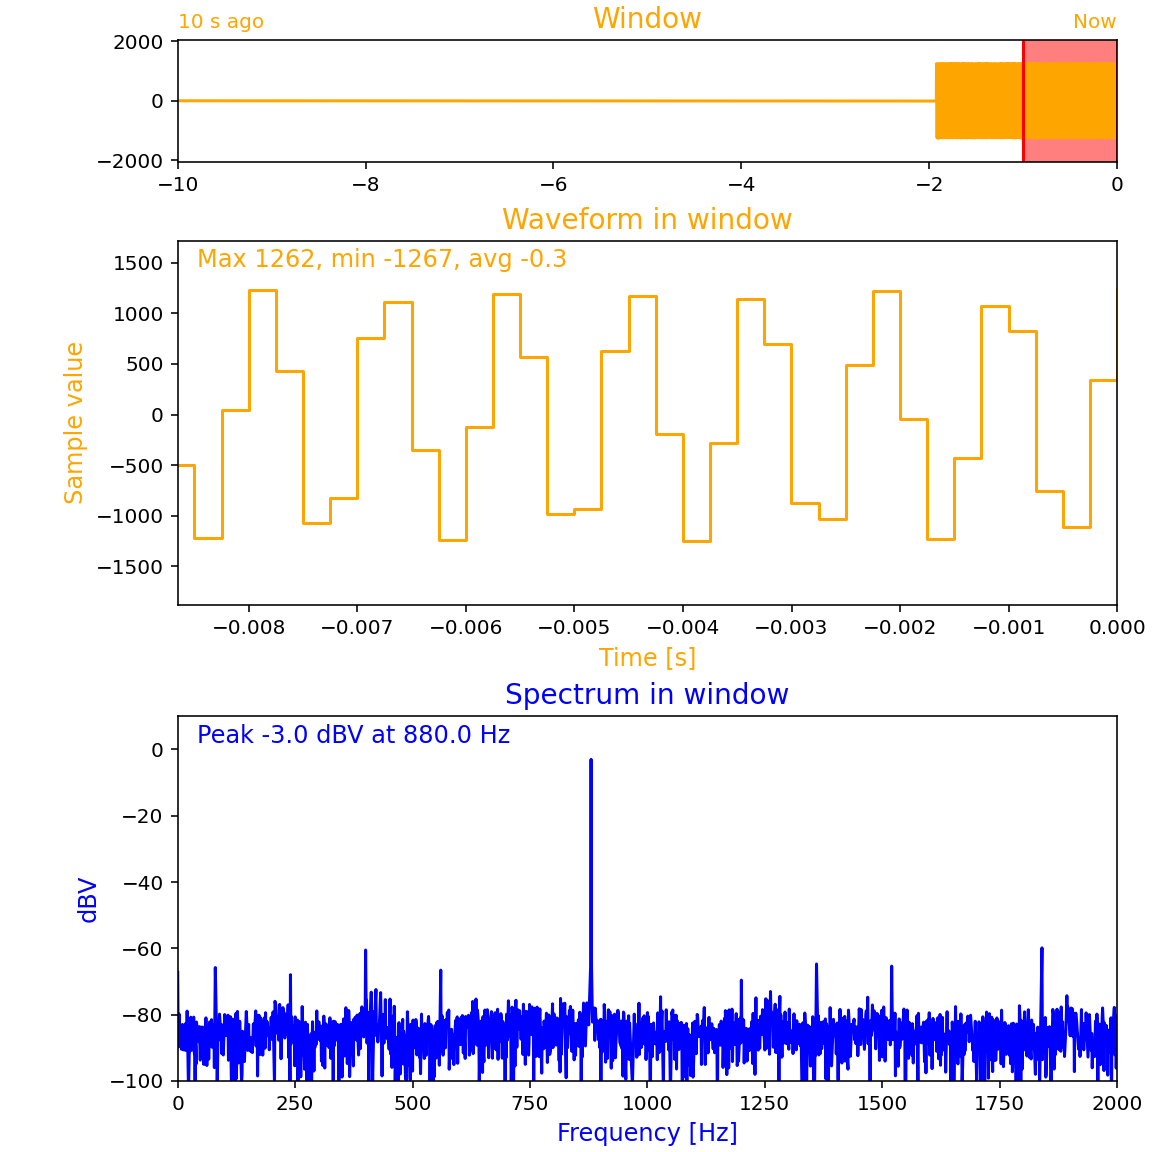 10 s ago Window Now
2000
0
−2000
−10 −8 −6 −4 −2 0
Waveform in window
Max 1262, min -1267, avg -0.3
1500
1000
500
0
−500
−1000
−1500
Sample value
−0.008 −0.007 −0.006 −0.005 −0.004 −0.003 −0.002 −0.001 0.000
Time [s]
Spectrum in window
Peak -3.0 dBV at 880.0 Hz
0
−20
−40
−60
−80
−100
dBV
0 250 500 750 1000 1250 1500 1750 2000
Frequency [Hz]